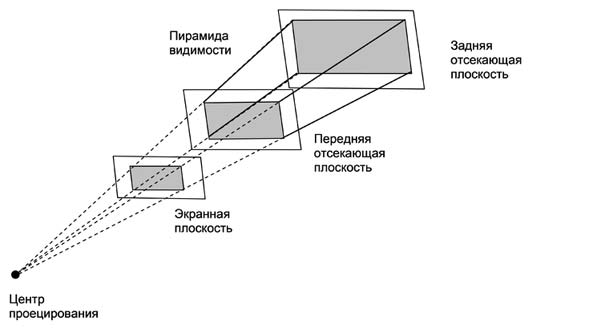 Пирамида
видимости
Задняя
отсекающая
плоскость
Передняя
отсекающая
плоскость
Экранная
плоскость
Центр
проецирования